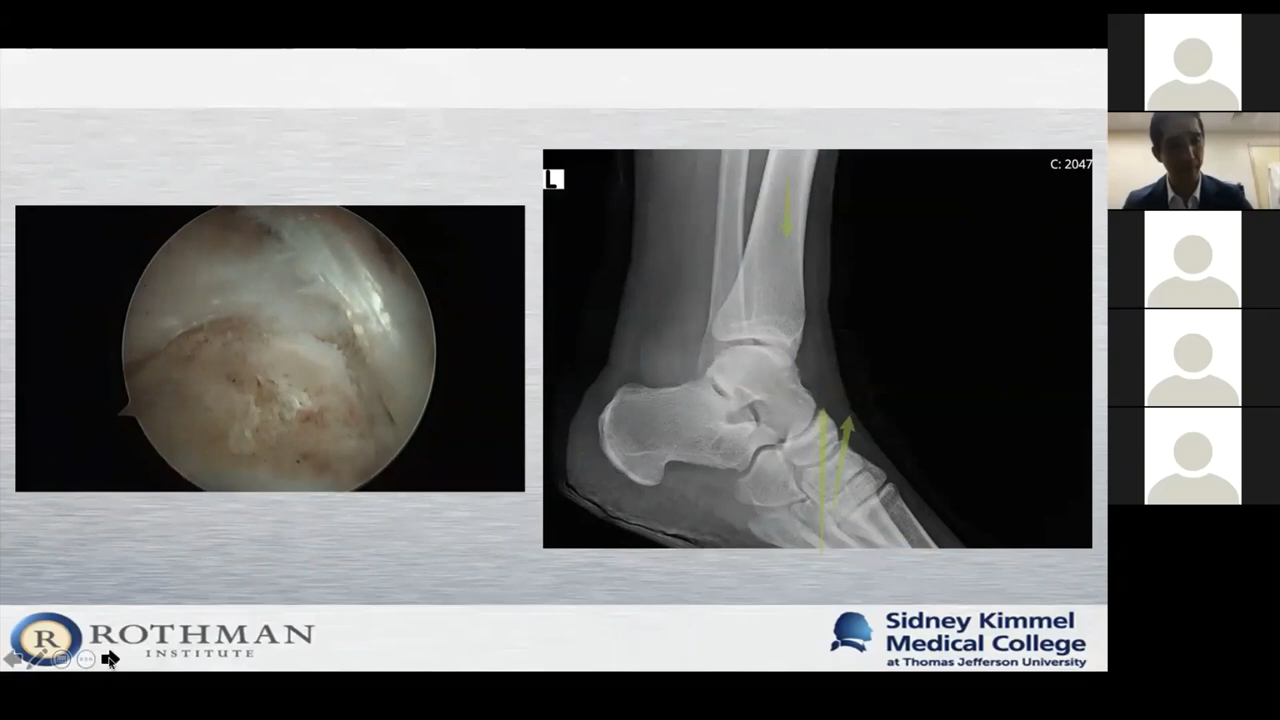 L
C: 2047
R ROTHMAN
INSTITUTE
Sidney Kimmel
Medical College
at Thomas Jefferson University